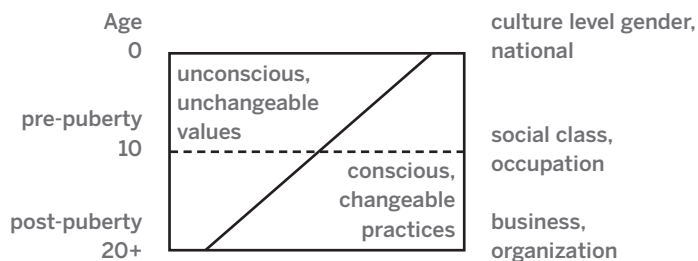 Age
0
culture level gender,
national
unconscious,
unchangeable
values
pre-puberty
10
social class,
occupation
conscious,
changeable
practices
post-puberty
20+
business,
organization